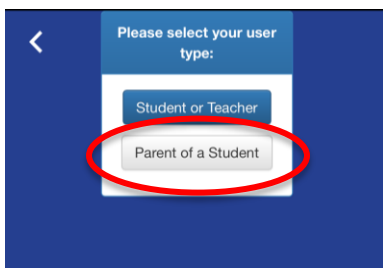 Please select your user
type:
Student or Teacher
Parent of a Student